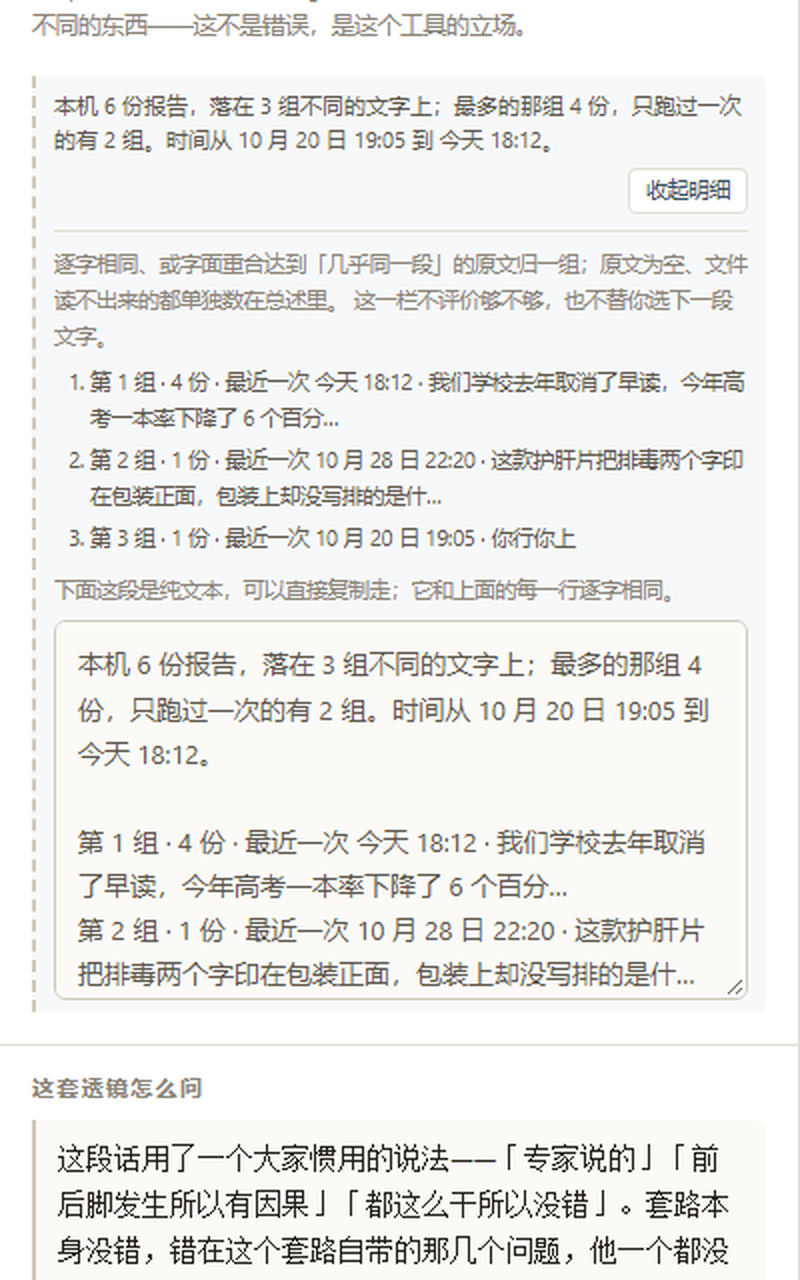 不同的东西——这不是错误，是这个工具的立场。
本机 6 份报告，落在 3 组不同的文字上；最多的那组 4 份，只跑过一次
的有 2 组。时间从 10 月 20 日 19:05 到 今天 18:12。
收起明细
逐字相同、或字面重合达到「几乎同一段」的原文归一组；原文为空、文件
读不出来的都单独数在总述里。 这一栏不评价够不够，也不替你选下一段
文字。
1. 第 1 组 · 4 份 · 最近一次 今天 18:12 · 我们学校去年取消了早读，今年高
考一本率下降了 6 个百分...
2. 第 2 组 · 1 份 · 最近一次 10 月 28 日 22:20 · 这款护肝片把排毒两个字印
在包装正面，包装上却没写排的是什...
3. 第 3 组 · 1 份 · 最近一次 10 月 20 日 19:05 · 你行你上
下面这段是纯文本，可以直接复制走；它和上面的每一行逐字相同。
本机 6 份报告，落在 3 组不同的文字上；最多的那组 4
份，只跑过一次的有 2 组。时间从 10 月 20 日 19:05 到
今天 18:12。
第 1 组 · 4 份 · 最近一次 今天 18:12 · 我们学校去年取消
了早读，今年高考一本率下降了 6 个百分...
第 2 组 · 1 份 · 最近一次 10 月 28 日 22:20 · 这款护肝片
把排毒两个字印在包装正面，包装上却没写排的是什...
这套透镜怎么问
这段话用了一个大家惯用的说法——「专家说的」「前
后脚发生所以有因果」「都这么干所以没错」。套路本
身没错，错在这个套路自带的那几个问题，他一个都没